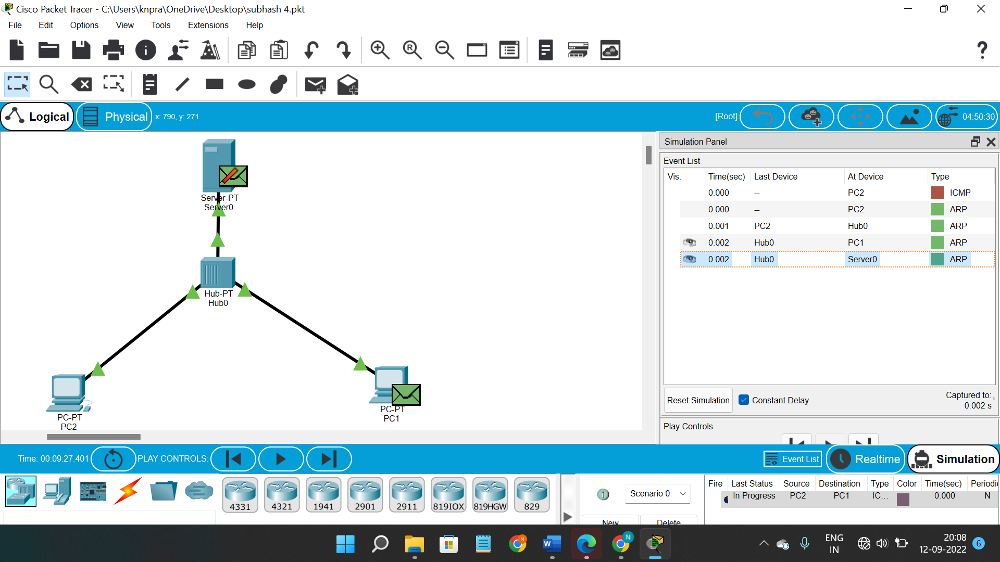 Cisco Packet Tracer - C:\Users\knpra\OneDrive\Desktop\subhash 4.pkt
File Edit Options View Tools Extensions Help
R
?
Logical Physical x: 790, y: 271 [Root] 04:50:30
Simulation Panel
Event List
Vis. Time(sec) Last Device At Device Type
0.000 -- PC2 ICMP
0.000 -- PC2 ARP
0.001 PC2 Hub0 ARP
0.002 Hub0 PC1 ARP
0.002 Hub0 Server0 ARP
Server-PT
Server0
Hub-PT
Hub0
PC-PT
PC1
PC-PT
PC2
Reset Simulation Constant Delay Captured to: *
0.002 s
Play Controls
Time: 00:09:27.401 PLAY CONTROLS: Event List Realtime Simulation
4331 4321 1941 2901 2911 819IOX 819HGW 829
Scenario 0
New Delete
Fire Last Status Source Destination Type Color Time(sec) Periodic
In Progress PC2 PC1 IC... 0.000 N
N W N
ENG
IN
20:08
12-09-2022 6